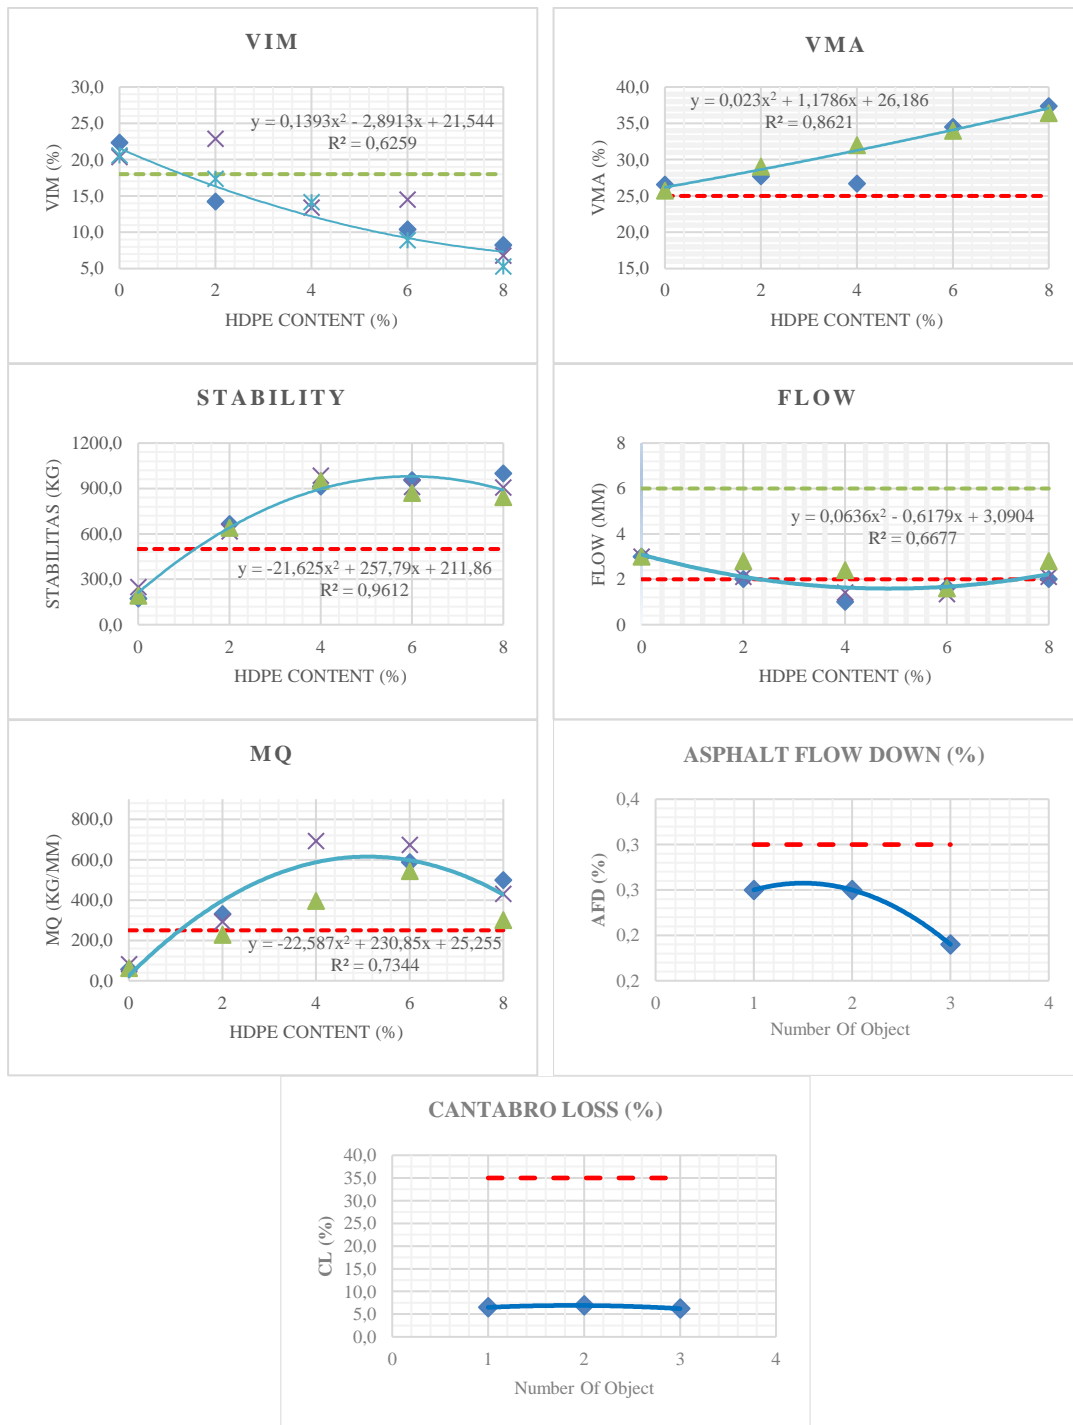 VIM
30,0
25,0
20,0
15,0
10,0
5,0
VIM (%)
y = 0,1393x² - 2,8913x + 21,544
R² = 0,6259
0 2 4 6 8
HDPE CONTENT (%)
VMA
40,0
35,0
30,0
25,0
20,0
15,0
VMA (%)
y = 0,023x² + 1,1786x + 26,186
R² = 0,8621
0 2 4 6 8
HDPE CONTENT (%)
STABILITY
1200,0
900,0
600,0
300,0
0,0
STABILITAS (KG)
y = -21,625x² + 257,79x + 211,86
R² = 0,9612
0 2 4 6 8
HDPE CONTENT (%)
FLOW
8
6
4
2
0
FLOW (MM)
y = 0,0636x² - 0,6179x + 3,0904
R² = 0,6677
0 2 4 6 8
HDPE CONTENT (%)
MQ
800,0
600,0
400,0
200,0
0,0
MQ (KG/MM)
y = -22,587x² + 230,85x + 25,255
R² = 0,7344
0 2 4 6 8
HDPE CONTENT (%)
ASPHALT FLOW DOWN (%)
0,4
0,3
0,3
0,2
0,2
AFD (%)
0 1 2 3 4
Number Of Object
CANTABRO LOSS (%)
40,0
35,0
30,0
25,0
20,0
15,0
10,0
5,0
0,0
CL (%)
0 1 2 3 4
Number Of Object